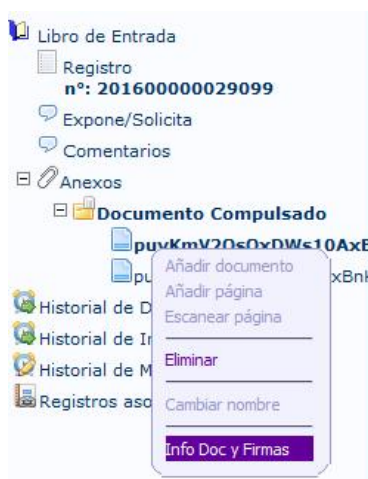 Libro de Entrada
Registro
nº: 201600000029099
Expone/Solicita
Comentarios
Anexos
Documento Compulsado
Añadir documento
Añadir página
Escanear página
Eliminar
Cambiar nombre
Info Doc y Firmas
Historial de D
Historial de I
Historial de M
Registros aso